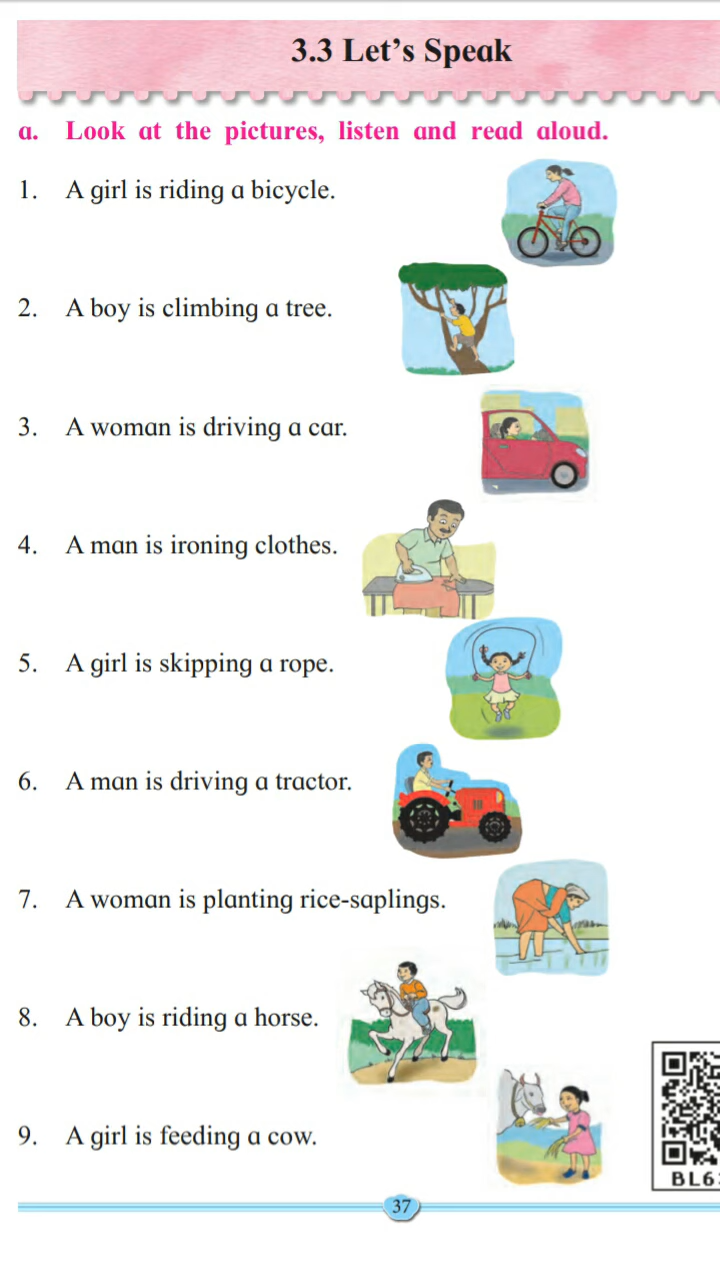 3.3 Let's Speak
a. Look at the pictures, listen and read aloud.
1. A girl is riding a bicycle.
2. A boy is climbing a tree.
3. A woman is driving a car.
4. A man is ironing clothes.
5. A girl is skipping a rope.
6. A man is driving a tractor.
7. A woman is planting rice-saplings.
8. A boy is riding a horse.
9. A girl is feeding a cow.
BL6
37